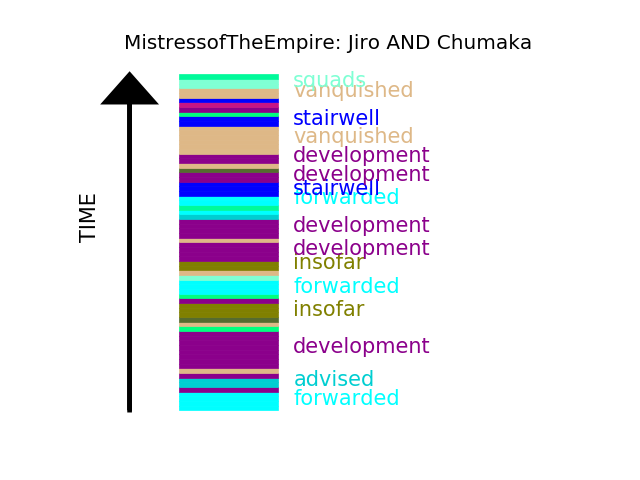 MistressofTheEmpire: Jiro AND Chumaka
squads
vanquished
stairwell
vanquished
development
development
stairwell
forwarded
development
development
insofar
forwarded
insofar
development
advised
forwarded
TIME